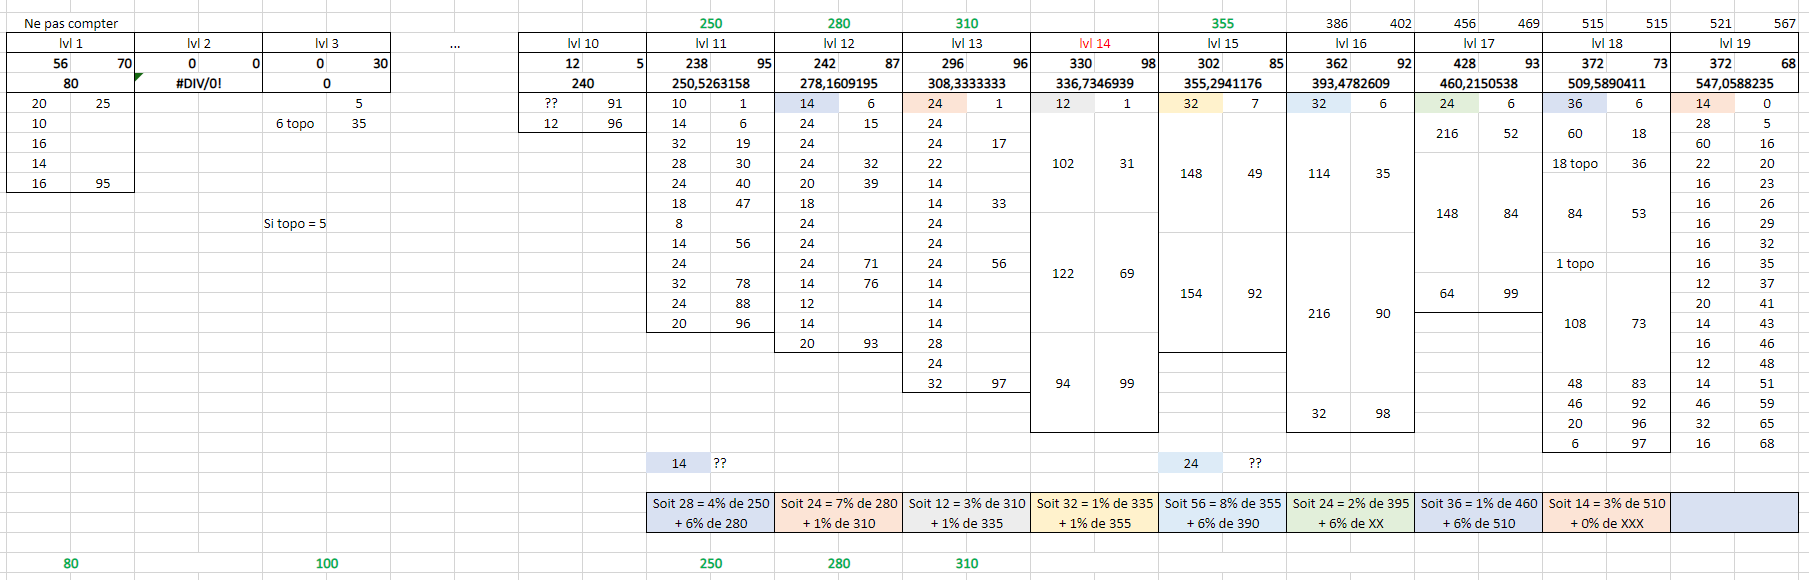 Ne pas compter 250 280 310 355 386 402 456 469 515 515 521 567
lvl 1 lvl 2 lvl 3 ... lvl 10 lvl 11 lvl 12 lvl 13 lvl 14 lvl 15 lvl 16 lvl 17 lvl 18 lvl 19
56 70 0 0 0 30 12 5 238 95 242 87 296 96 330 98 302 85 362 92 428 93 372 73 372 68
80 #DIV/0! 0 240 250,5263158 278,1609195 308,3333333 336,7346939 355,2941176 393,4782609 460,2150538 509,5890411 547,0588235
20 25 5 ?? 91 10 1 14 6 24 1 12 1 32 7 32 6 24 6 36 6 14 0
10 6 topo 35 12 96 14 6 24 15 24 28 5
216 52 60 18
16 32 19 24 24 17 60 16
14 28 30 24 32 22 102 31 18 topo 36 22 20
16 95 24 40 20 39 14 148 49 114 35 16 23
18 47 18 14 33 16 26
148 84 84 53
Si topo = 5 8 24 24 16 29
14 56 24 24 16 32
24 24 71 24 56 1 topo 16 35
122 69
32 78 14 76 14 12 37
154 92 64 99
24 88 12 14 20 41
216 90
20 96 14 14 108 73 14 43
20 93 28 16 46
24 12 48
32 97 94 99 48 83 14 51
46 92 46 59
32 98
20 96 32 65
6 97 16 68
14 ?? 24 ??
Soit 28 = 4% de 250 Soit 24 = 7% de 280 Soit 12 = 3% de 310 Soit 32 = 1% de 335 Soit 56 = 8% de 355 Soit 24 = 2% de 395 Soit 36 = 1% de 460 Soit 14 = 3% de 510
+ 6% de 280 + 1% de 310 + 1% de 335 + 1% de 355 + 6% de 390 + 6% de XX + 6% de 510 + 0% de XXX
80 100 250 280 310